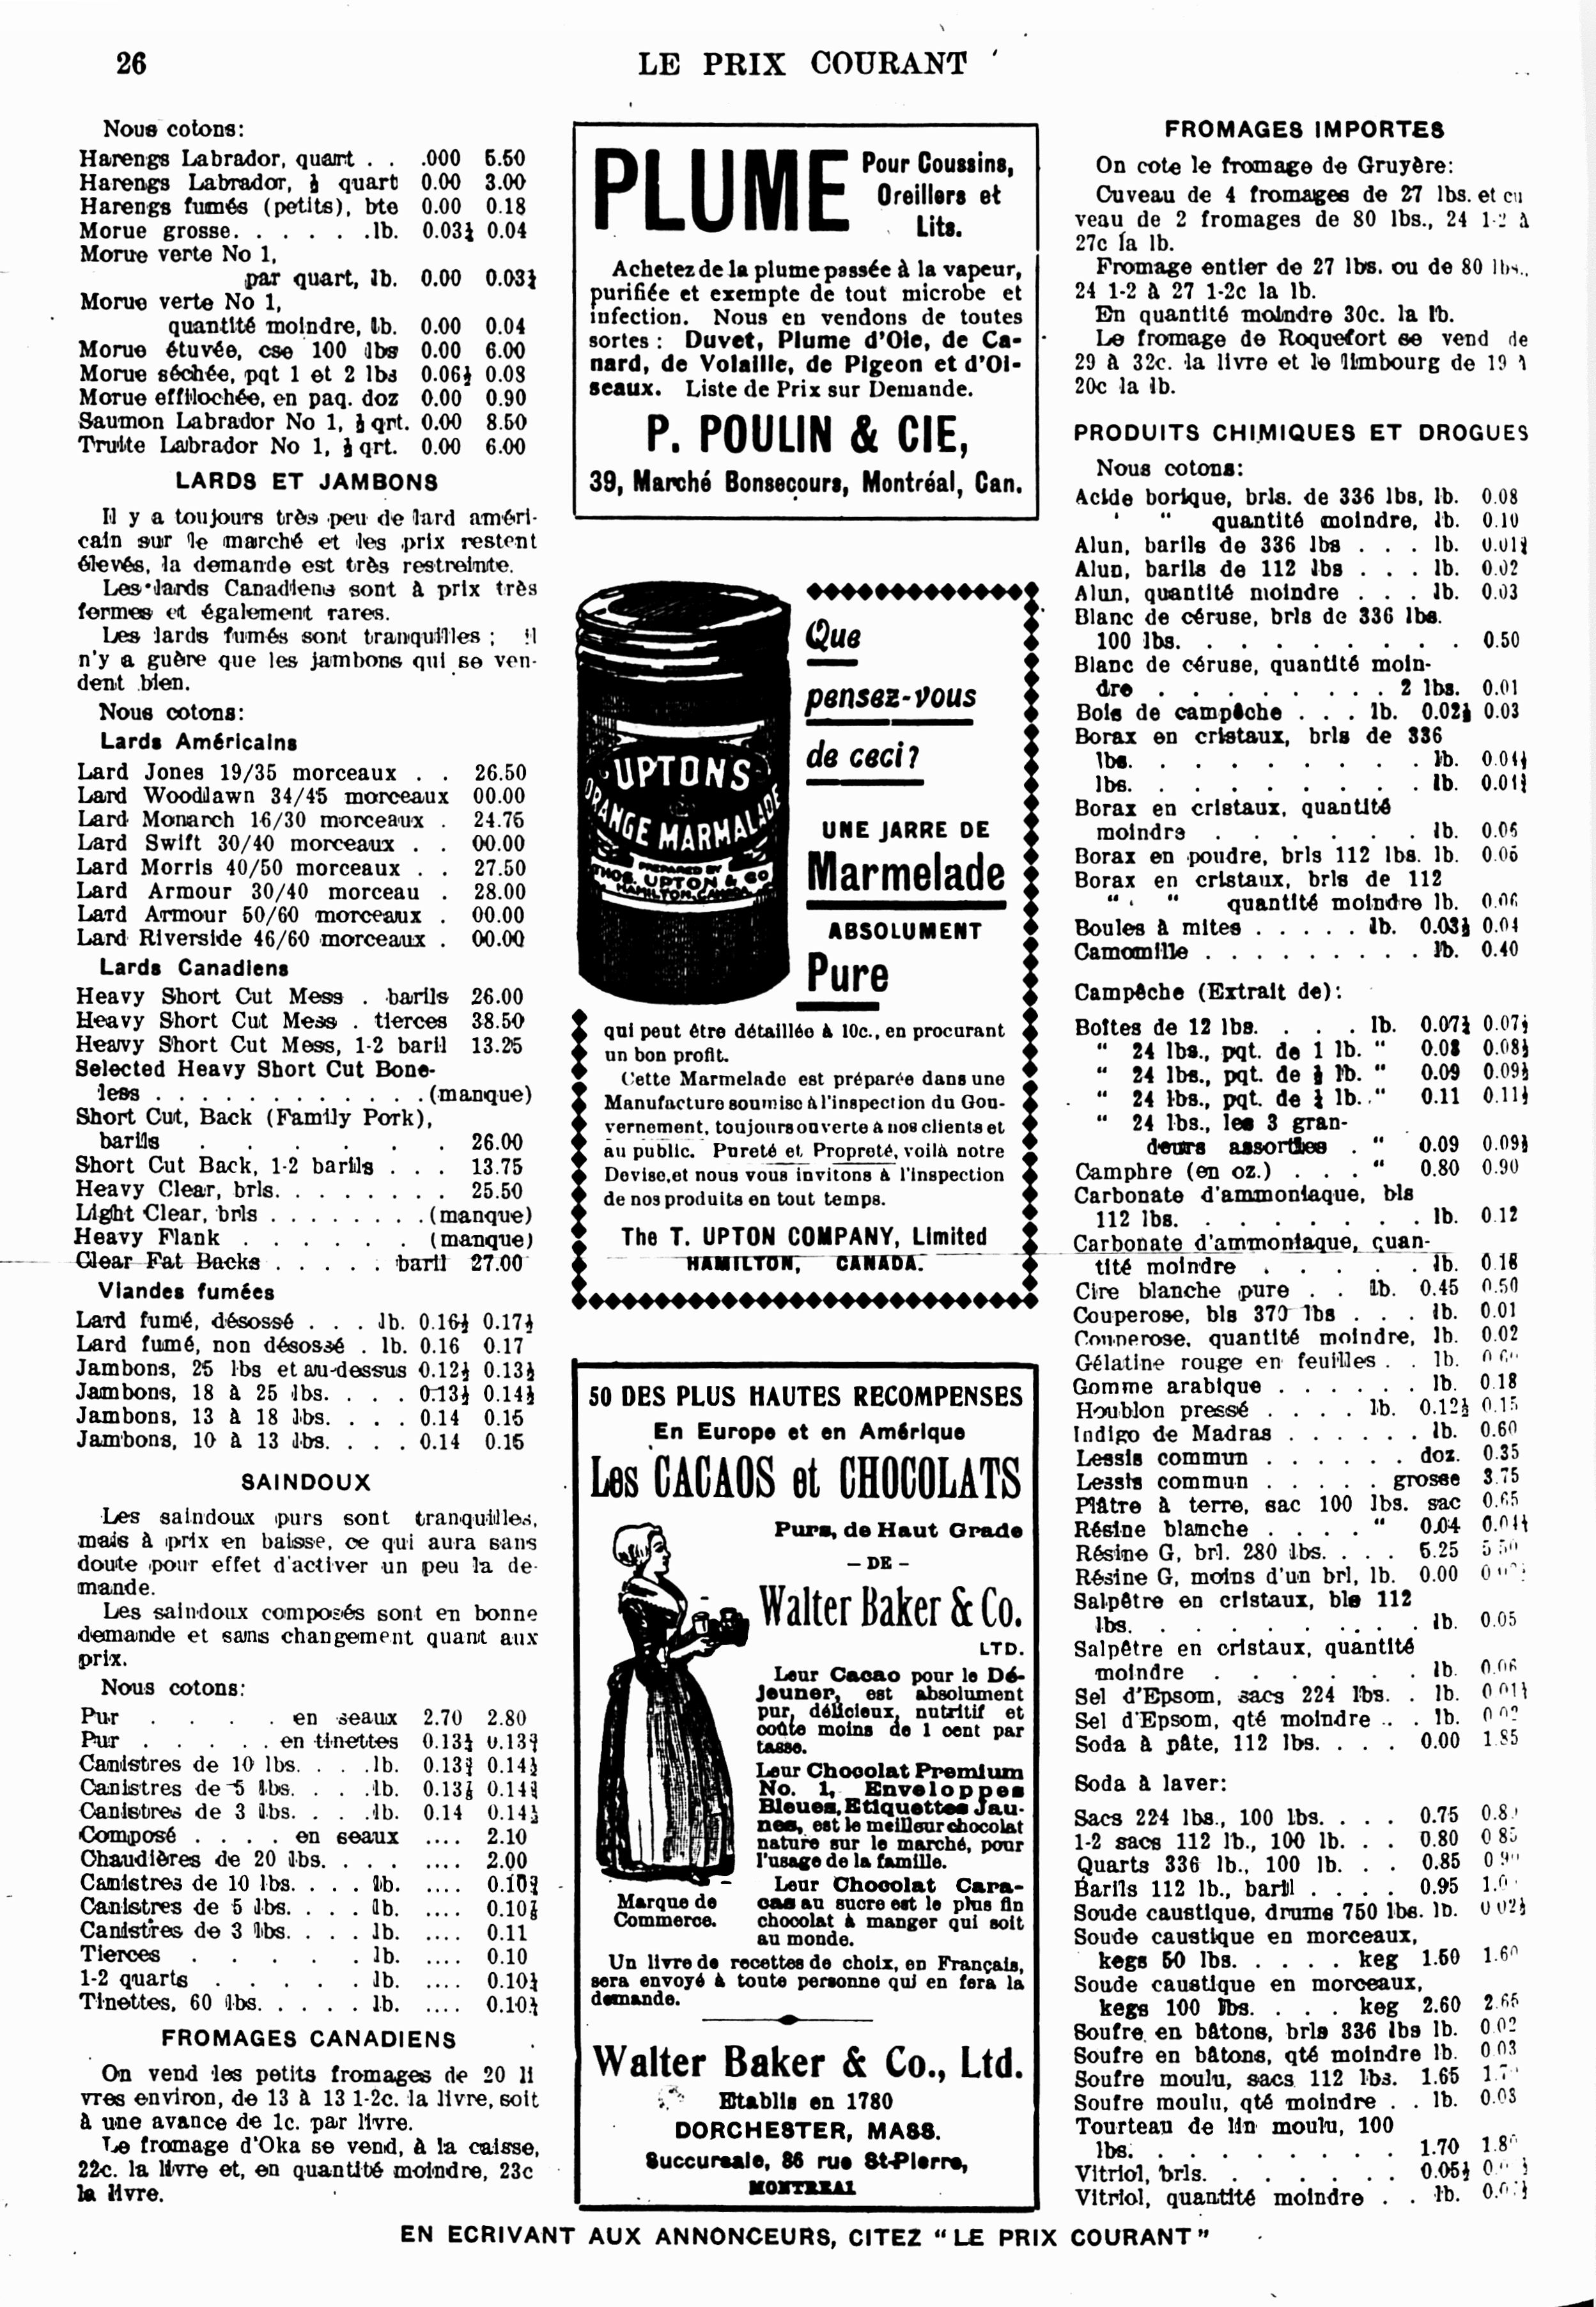 26
LE PRIX COURANT
Nous cotons:
Harengs Labrador, quart . . .000 5.50
Harengs Labrador, ½ quart 0.00 3.00
Harengs fumés (petits), bte 0.00 0.18
Morue grosse. . . . . .lb. 0.03¾ 0.04
Morue verte No 1,
par quart, lb. 0.00 0.03¾
Morue verte No 1,
quantité moindre, lb. 0.00 0.04
Morue étuvée, cse 100 lbs 0.00 6.00
Morue séchée, pqt 1 et 2 lbs 0.06½ 0.08
Morue effilochée, en paq. doz 0.00 0.90
Saumon Labrador No 1, ½ qrt. 0.00 8.50
Truite Labrador No 1, ½ qrt. 0.00 6.00
LARDS ET JAMBONS
Il y a toujours très peu de lard améri-
cain sur le marché et les prix restent
élevés, la demande est très restreinte.
Les lards Canadiens sont à prix très
fermes et également rares.
Les lards fumés sont tranquilles ; il
n'y a guère que les jambons qui se ven-
dent bien.
Nous cotons:
Lards Américains
Lard Jones 19/35 morceaux . . 26.50
Lard Woodlawn 34/45 morceaux 00.00
Lard Monarch 16/30 morceaux . 24.75
Lard Swift 30/40 morceaux . . 00.00
Lard Morris 40/50 morceaux . . 27.50
Lard Armour 30/40 morceau . 28.00
Lard Armour 50/60 morceaux . 00.00
Lard Riverside 46/60 morceaux . 00.00
Lards Canadiens
Heavy Short Cut Mess . barils 26.00
Heavy Short Cut Mess . tierces 38.50
Heavy Short Cut Mess, 1-2 baril 13.25
Selected Heavy Short Cut Bone-
less . . . . . . . . . . . . (manque)
Short Cut, Back (Family Pork),
barils . . . . . . . 26.00
Short Cut Back, 1-2 barils . . . 13.75
Heavy Clear, brls. . . . . . . . 25.50
Light Clear, brls . . . . . . . . (manque)
Heavy Flank . . . . . . (manque)
Clear Fat Backs . . . . . baril 27.00
Viandes fumées
Lard fumé, désossé . . . lb. 0.16½ 0.17½
Lard fumé, non désossé . lb. 0.16 0.17
Jambons, 25 lbs et au-dessus 0.12½ 0.13½
Jambons, 18 à 25 lbs. . . . 0.13½ 0.14½
Jambons, 13 à 18 lbs. . . . 0.14 0.15
Jambons, 10 à 13 lbs. . . . 0.14 0.15
SAINDOUX
Les saindoux purs sont tranquilles,
mais à prix en baisse, ce qui aura sans
doute pour effet d'activer un peu la de-
mande.
Les saindoux composés sont en bonne
demande et sans changement quant aux
prix.
Nous cotons:
Pur . . . . en seaux 2.70 2.80
Pur . . . . . en tinettes
Canistres de 10 lbs. . . .lb.
Canistres de 5 lbs. . . .lb.
Canistres de 3 lbs. . . .lb. 0.14
Composé . . . . en seaux .... 2.10
Chaudières de 20 lbs. . . . .... 2.00
Canistres de 10 lbs. . . . lb. ....
Canistres de 5 lbs. . . . lb. ....
Canistres de 3 lbs. . . . lb. .... 0.11
Tierces . . . . . lb. .... 0.10
1-2 quarts . . . . . lb. ....
Tinettes, 60 lbs. . . . . lb. ....
FROMAGES CANADIENS
On vend les petits fromages de 20 li
vres environ, de 13 à 13 1-2c. la livre, soit
à une avance de 1c. par livre.
Le fromage d'Oka se vend, à la caisse,
22c. la livre et, en quantité moindre, 23c
la livre.
PLUME
Pour Coussins,
Oreillers et
Lits.
Achetez de la plume passée à la vapeur,
purifiée et exempte de tout microbe et
infection. Nous en vendons de toutes
sortes : Duvet, Plume d'Oie, de Ca-
nard, de Volaille, de Pigeon et d'Oi-
seaux. Liste de Prix sur Demande.
P. POULIN & CIE,
39, Marché Bonsecours, Montréal, Can.
UPTONS
ORANGE MARMALADE
PREPARED BY
THOS. UPTON & CO
HAMILTON, CANADA.
Que
pensez-vous
de ceci?
UNE JARRE DE
Marmelade
ABSOLUMENT
Pure
qui peut être détaillée à 10c., en procurant
un bon profit.
Cette Marmelade est préparée dans une
Manufacture soumise à l'inspection du Gou-
vernement, toujours ouverte à nos clients et
au public. Pureté et Propreté, voilà notre
Devise, et nous vous invitons à l'inspection
de nos produits en tout temps.
The T. UPTON COMPANY, Limited
HAMILTON, CANADA.
50 DES PLUS HAUTES RECOMPENSES
En Europe et en Amérique
Les CACAOS et CHOCOLATS
Purs, de Haut Grade
— DE —
Walter Baker & Co.
LTD.
Leur Cacao pour le Dé-
jeuner, est absolument
pur, délicieux, nutritif et
coûte moins de 1 cent par
tasse.
Leur Chocolat Premium
No. 1, Enveloppes
Bleues, Etiquettes Jau-
nes, est le meilleur chocolat
nature sur le marché, pour
l'usage de la famille.
Leur Chocolat Cara-
cas au sucre est le plus fin
chocolat à manger qui soit
au monde.
Marque de
Commerce.
Un livre de recettes de choix, en Français,
sera envoyé à toute personne qui en fera la
demande.
Walter Baker & Co., Ltd.
Etablis en 1780
DORCHESTER, MASS.
Succursale, 86 rue St-Pierre,
MONTREAL
FROMAGES IMPORTES
On cote le fromage de Gruyère:
Cuveau de 4 fromages de 27 lbs. et cu
veau de 2 fromages de 80 lbs., 24 1-2 à
27c la lb.
Fromage entier de 27 lbs. ou de 80 lbs.,
24 1-2 à 27 1-2c la lb.
En quantité moindre 30c. la lb.
Le fromage de Roquefort se vend de
29 à 32c. la livre et le limbourg de 19 à
20c la lb.
PRODUITS CHIMIQUES ET DROGUES
Nous cotons:
Acide borique, brls. de 336 lbs, lb. 0.08
" " quantité moindre, lb. 0.10
Alun, barils de 336 lbs . . . lb.
Alun, barils de 112 lbs . . . lb. 0.02
Alun, quantité moindre . . . lb. 0.03
Blanc de céruse, brls de 336 lbs.
100 lbs. . . . . . . . . 0.50
Blanc de céruse, quantité moin-
dre . . . . . . . . 2 lbs. 0.01
Bois de campêche . . . lb. 0.02½ 0.03
Borax en cristaux, brls de 336
lbs. . . . . . . . . lb.
lbs. . . . . . . . . lb.
Borax en cristaux, quantité
moindre . . . . . . lb.
Borax en poudre, brls 112 lbs. lb.
Borax en cristaux, brls de 112
" " quantité moindre lb. 0.06
Boules à mites . . . . . lb. 0.03½ 0.04
Camomille . . . . . . . . . lb. 0.40
Campêche (Extrait de):
Boîtes de 12 lbs. . . . lb.
" 24 lbs., pqt. de 1 lb. " 0.08 0.08½
" 24 lbs., pqt. de ½ lb. " 0.09 0.09½
" 24 lbs., pqt. de ¼ lb. " 0.11 0.11½
" 24 lbs., les 3 gran-
deurs assorties . " 0.09 0.09½
Camphre (en oz.) . . . " 0.80 0.90
Carbonate d'ammoniaque, bls
112 lbs. . . . . . . . lb. 0.12
Carbonate d'ammoniaque, quan-
tité moindre . . . . . lb. 0.18
Cire blanche pure . . lb. 0.45 0.50
Couperose, bls 370 lbs . . . lb. 0.01
Couperose, quantité moindre, lb. 0.02
Gélatine rouge en feuilles . . lb.
Gomme arabique . . . . . . lb. 0.18
Houblon pressé . . . . lb. 0.12½ 0.15
Indigo de Madras . . . . . . lb. 0.60
Lessis commun . . . . . . doz. 0.35
Lessis commun . . . . . grosse 3.75
Plâtre à terre, sac 100 lbs. sac 0.65
Résine blanche . . . . " 0.04
Résine G, brl. 280 lbs. . . . 5.25 5 50
Résine G, moins d'un brl, lb. 0.00
Salpêtre en cristaux, bls 112
lbs. . . . . . . . . . lb. 0.05
Salpêtre en cristaux, quantité
moindre . . . . . . lb. 0.06
Sel d'Epsom, sacs 224 lbs. . lb.
Sel d'Epsom, qté moindre . . lb. 0 02
Soda à pâte, 112 lbs. . . . 0.00 1.85
Soda à laver:
Sacs 224 lbs., 100 lbs. . . . 0.75
1-2 sacs 112 lb., 100 lb. . . 0.80 0 85
Quarts 336 lb., 100 lb. . . 0.85
Barils 112 lb., baril . . . . 0.95
Soude caustique, drums 750 lbs. lb. 0 02½
Soude caustique en morceaux,
kegs 50 lbs. . . . . keg 1.50 1.60
Soude caustique en morceaux,
kegs 100 lbs. . . . keg 2.60 2.65
Soufre en bâtons, brls 336 lbs lb. 0.02
Soufre en bâtons, qté moindre lb. 0 03
Soufre moulu, sacs 112 lbs. 1.65
Soufre moulu, qté moindre . . lb. 0.03
Tourteau de lin moulu, 100
lbs. . . . . . . . . 1.70
Vitriol, brls. . . . . . . 0.05½
Vitriol, quantité moindre . . lb.
EN ECRIVANT AUX ANNONCEURS, CITEZ "LE PRIX COURANT"